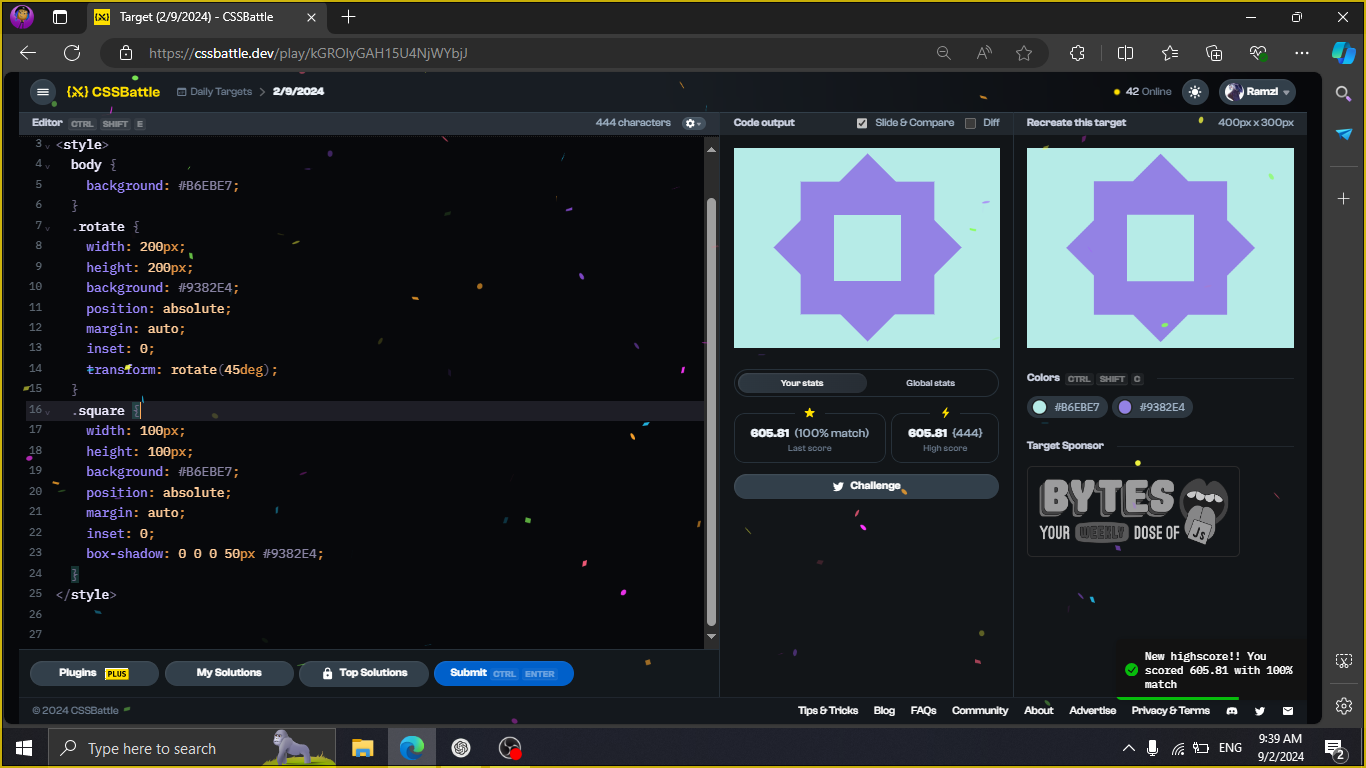 Target (2/9/2024) - CSSBattle
https://cssbattle.dev/play/kGROlyGAH15U4NjWYbjJ
{X} CSSBattle
Daily Targets > 2/9/2024
42 Online
Ramzi
Editor CTRL SHIFT E
444 characters
Code output
Slide & Compare
Diff
Recreate this target
400px x 300px
3 <style>
4 body {
5 background: #B6EBE7;
6 }
7 .rotate {
8 width: 200px;
9 height: 200px;
10 background: #9382E4;
11 position: absolute;
12 margin: auto;
13 inset: 0;
14 transform: rotate(45deg);
15 }
16 .square {
17 width: 100px;
18 height: 100px;
19 background: #B6EBE7;
20 position: absolute;
21 margin: auto;
22 inset: 0;
23 box-shadow: 0 0 0 50px #9382E4;
24 }
25 </style>
26
27
Your stats
Global stats
605.81 (100% match)
Last score
605.81 {444}
High score
Challenge
Colors CTRL SHIFT C
#B6EBE7
#9382E4
Target Sponsor
BYTES
YOUR WEEKLY DOSE OF JS
Plugins PLUS
My Solutions
Top Solutions
Submit CTRL ENTER
New highscore!! You
scored 605.81 with 100%
match
© 2024 CSSBattle
Tips & Tricks
Blog
FAQs
Community
About
Advertise
Privacy & Terms
Type here to search
ENG
9:39 AM
9/2/2024
2